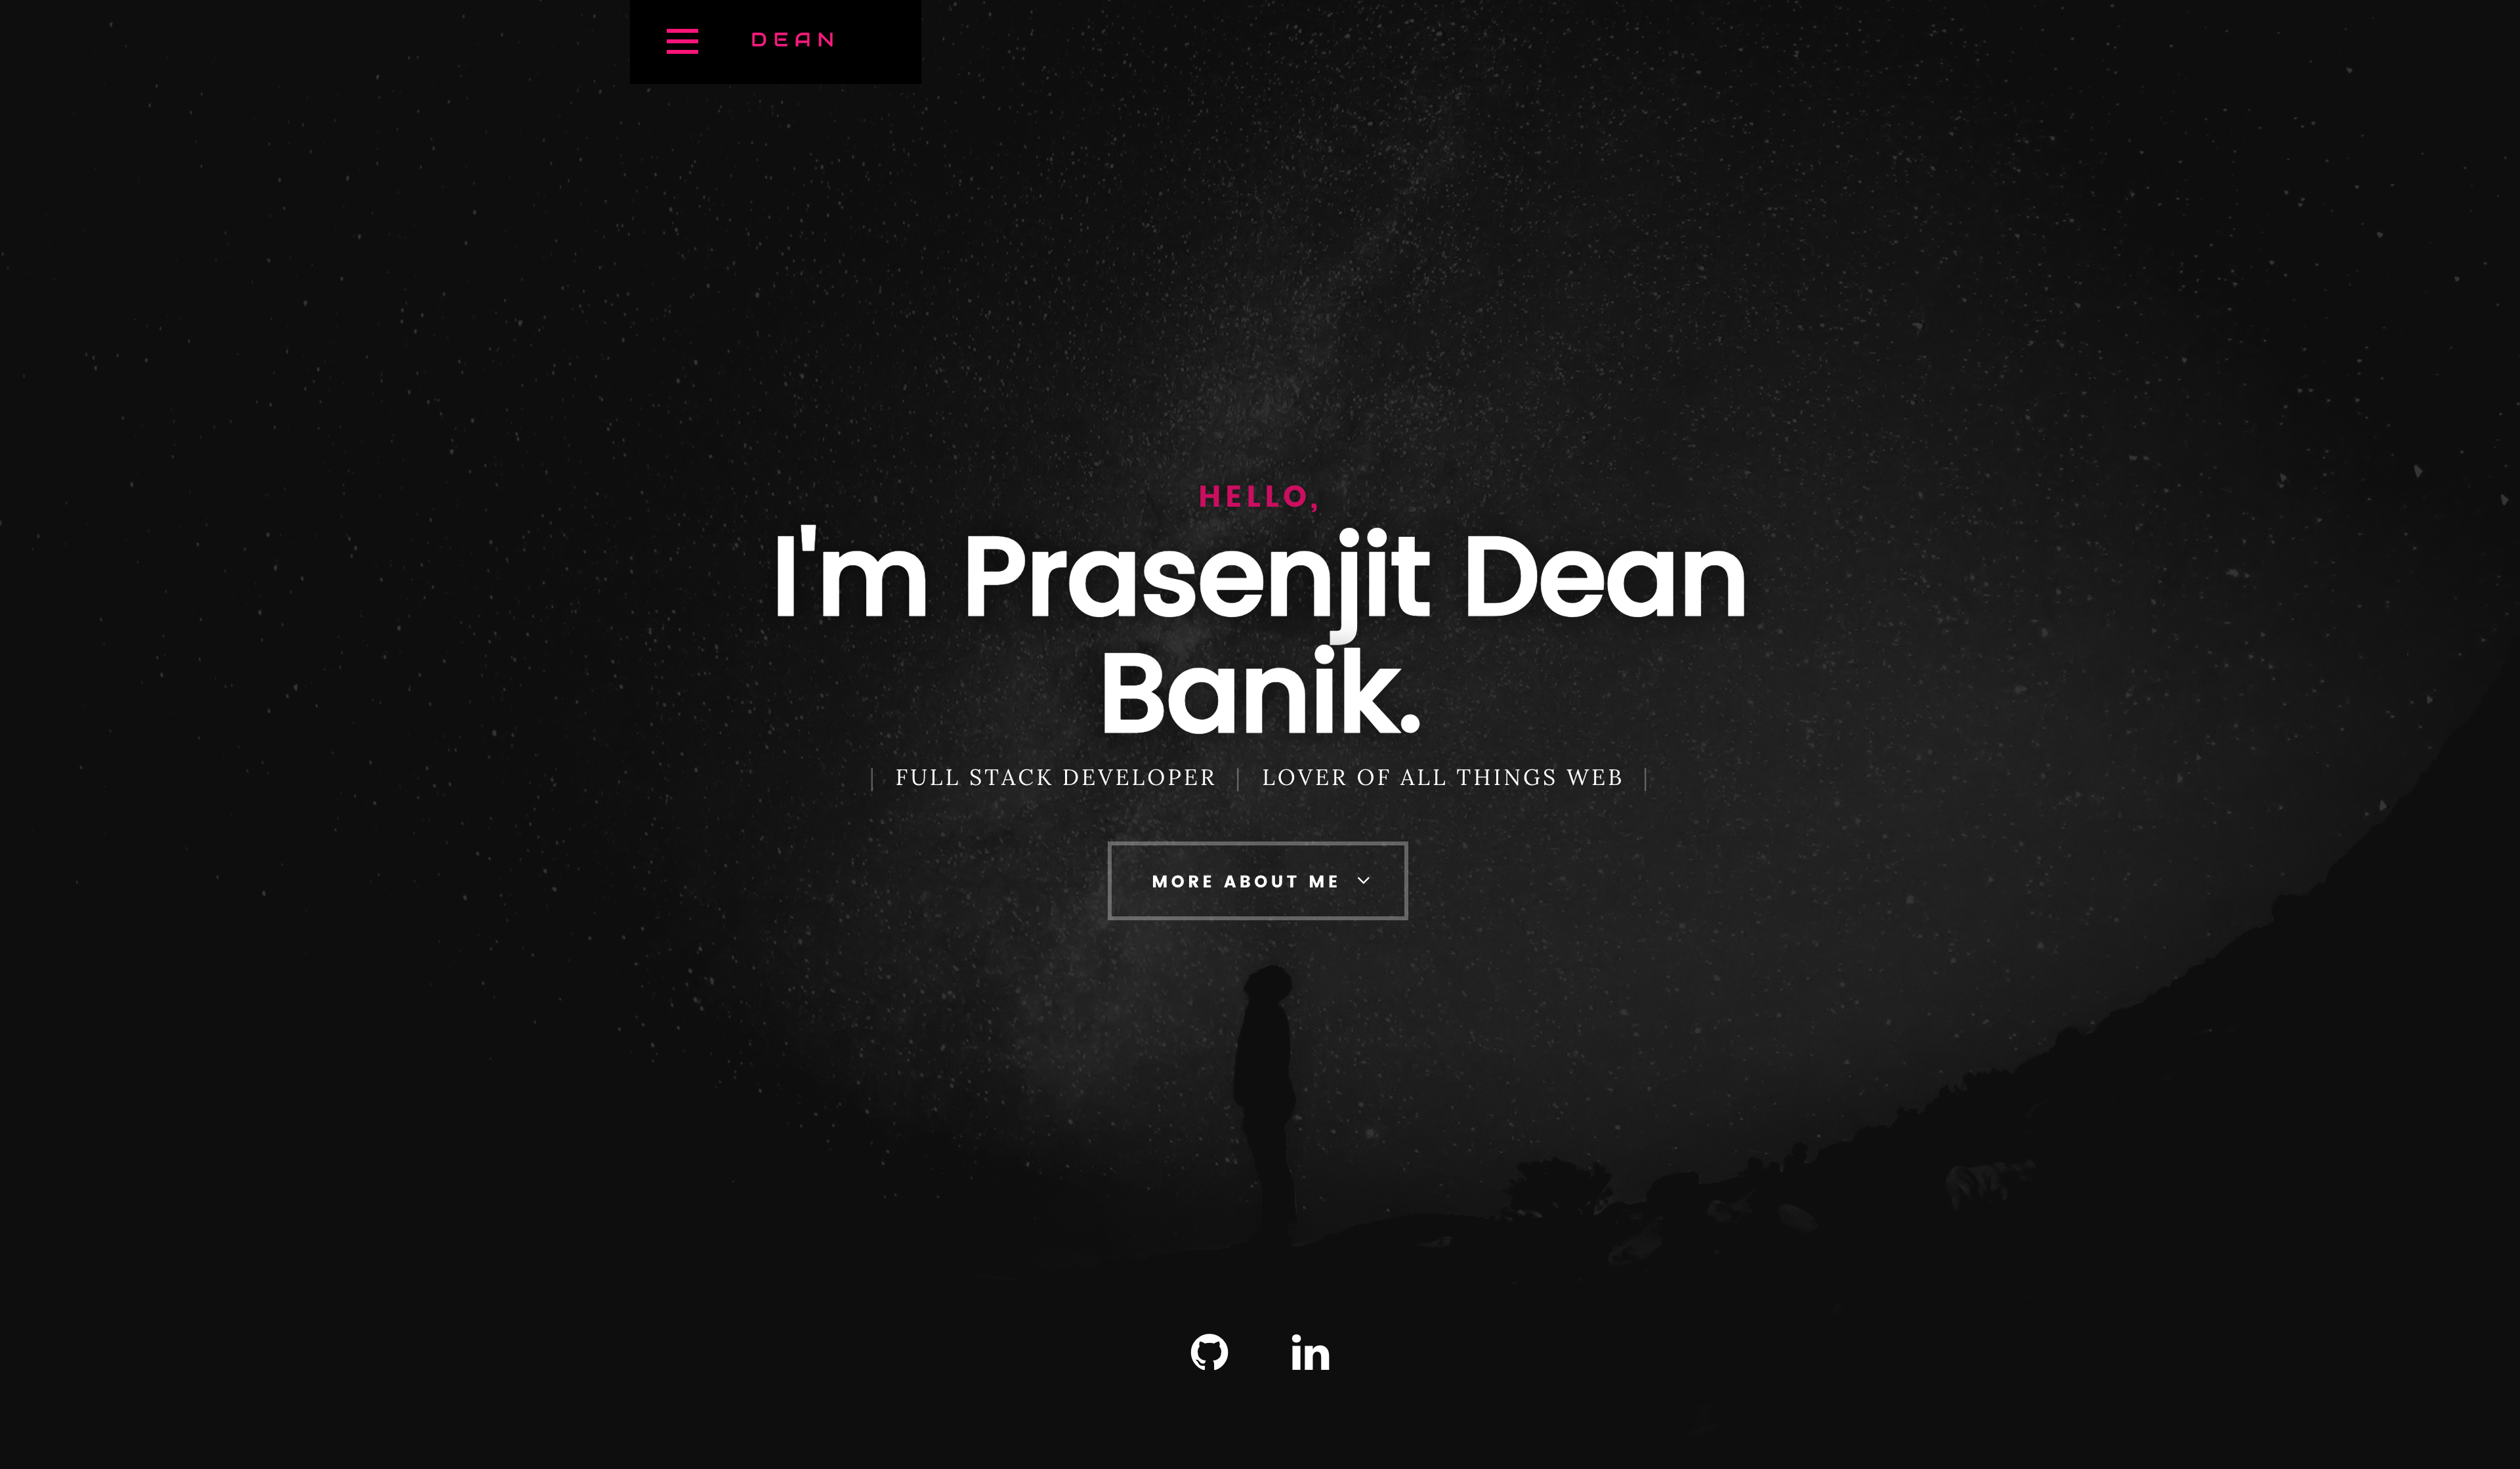 DEAN
HELLO,
I'm Prasenjit Dean
Banik.
| FULL STACK DEVELOPER | LOVER OF ALL THINGS WEB |
MORE ABOUT ME
in